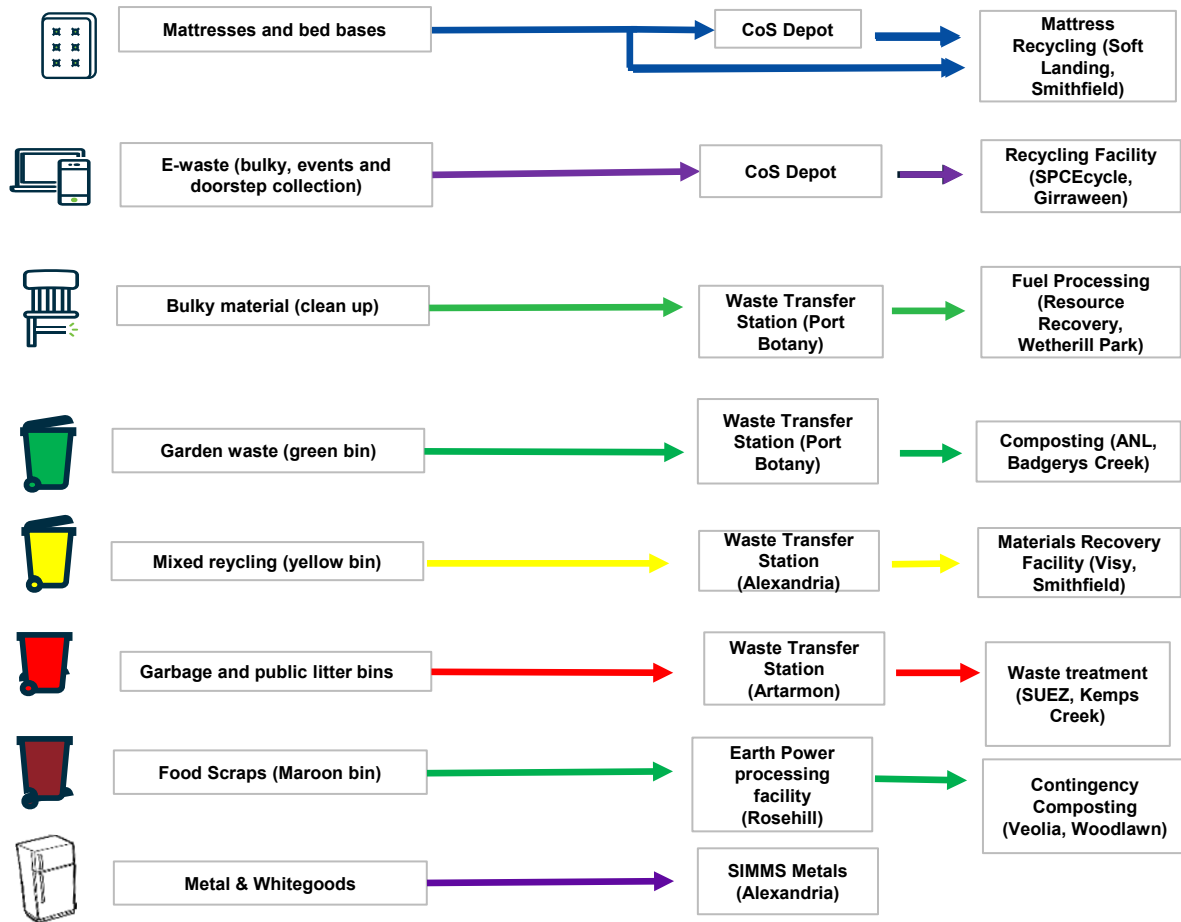 Mattresses and bed bases
CoS Depot
Mattress
Recycling (Soft
Landing,
Smithfield)
E-waste (bulky, events and
doorstep collection)
CoS Depot
Recycling Facility
(SPCEcycle,
Girraween)
Bulky material (clean up)
Waste Transfer
Station (Port
Botany)
Fuel Processing
(Resource
Recovery,
Wetherill Park)
Garden waste (green bin)
Waste Transfer
Station (Port
Botany)
Composting (ANL,
Badgerys Creek)
Mixed reycling (yellow bin)
Waste Transfer
Station
(Alexandria)
Materials Recovery
Facility (Visy,
Smithfield)
Garbage and public litter bins
Waste Transfer
Station
(Artarmon)
Waste treatment
(SUEZ, Kemps
Creek)
Food Scraps (Maroon bin)
Earth Power
processing
facility
(Rosehill)
Contingency
Composting
(Veolia, Woodlawn)
Metal & Whitegoods
SIMMS Metals
(Alexandria)